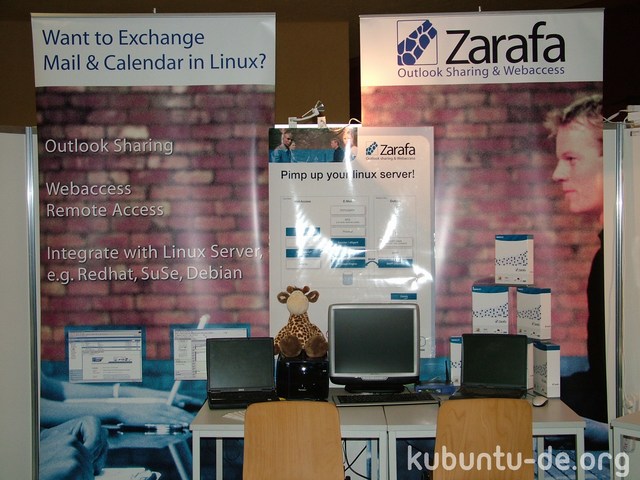 Want to Exchange
Mail & Calendar in Linux?
Outlook Sharing
Webaccess
Remote Access
Integrate with Linux Server,
e.g. Redhat, SuSe, Debian
Zarafa
Outlook Sharing & Webaccess
Zarafa
Outlook Sharing & Webaccess
Pimp up your linux server!
kubuntu-de.org